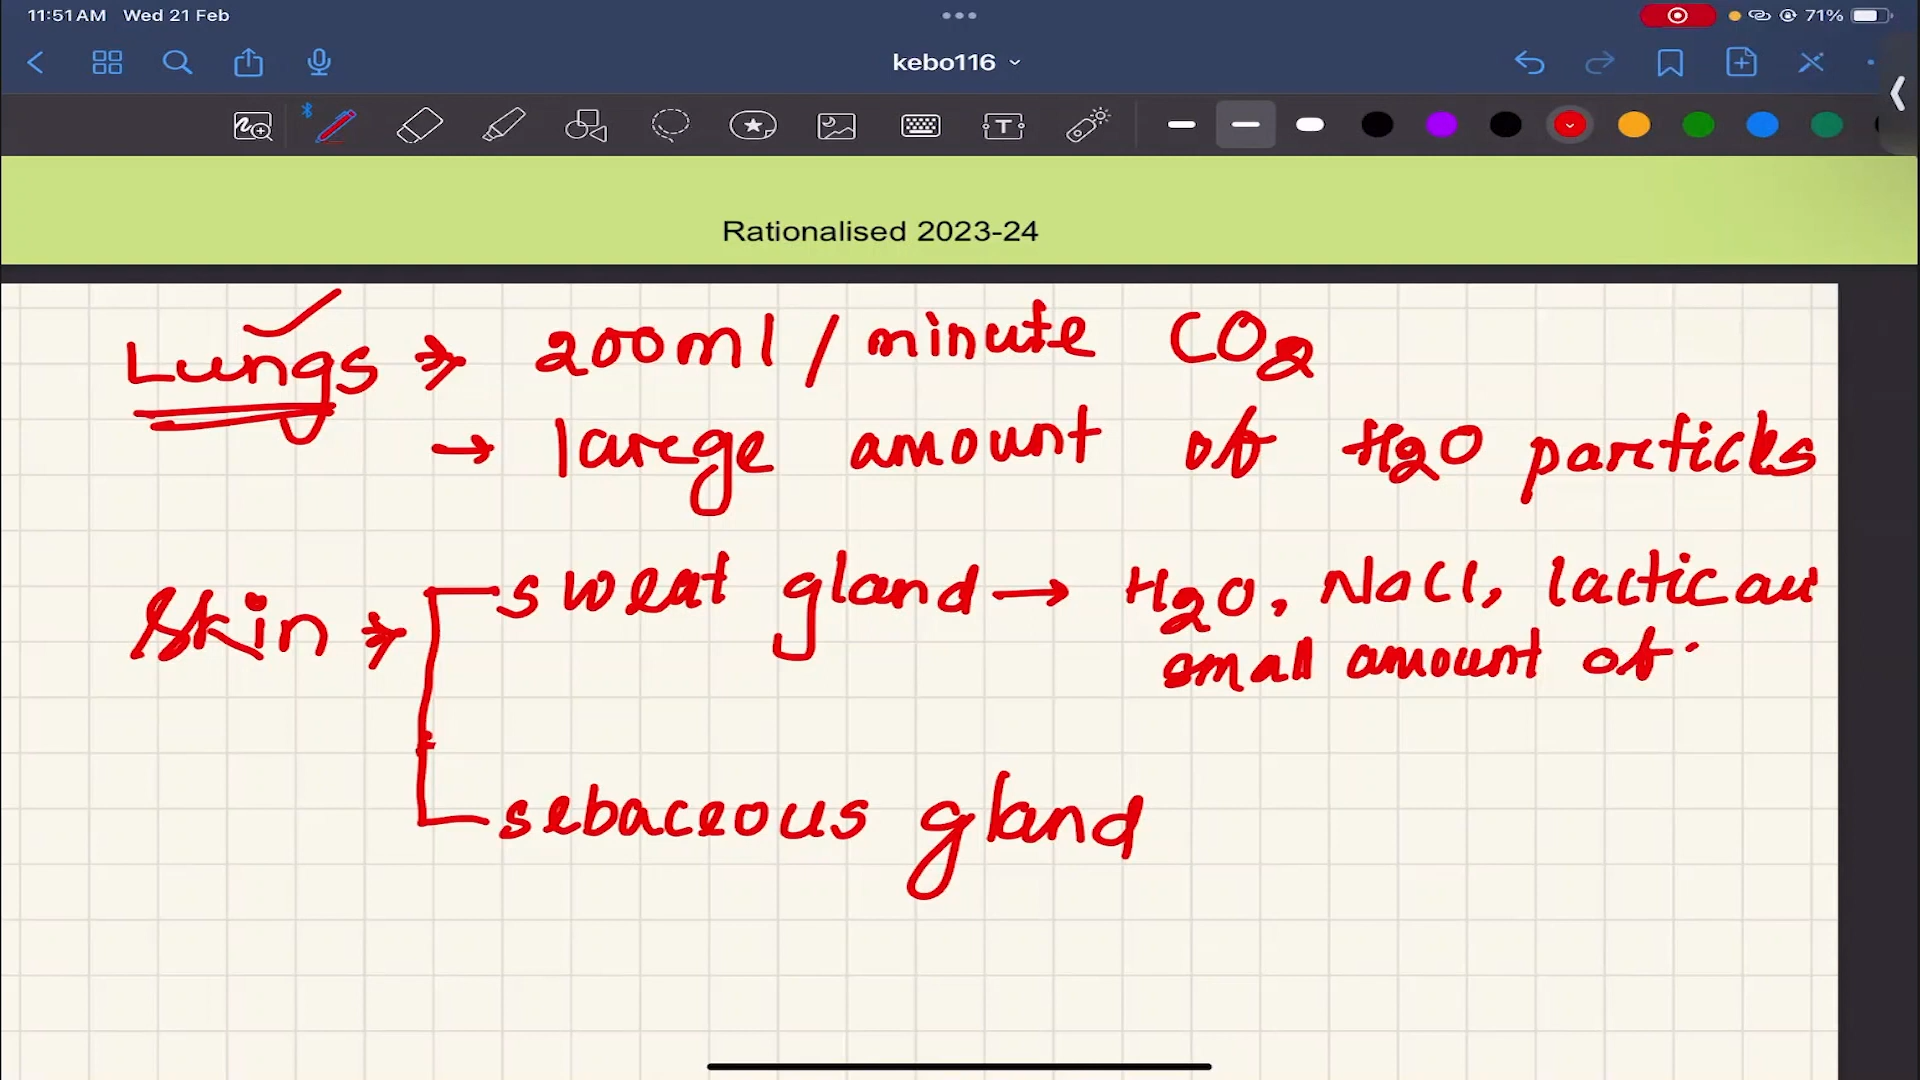 11:51 AM Wed 21 Feb
71%
kebo116
Rationalised 2023-24
Lungs → 200ml / minute CO2
→ large amount of H2O particles
Skin → sweat gland → H2O, NaCl, lactic
small amount of
sebaceous gland